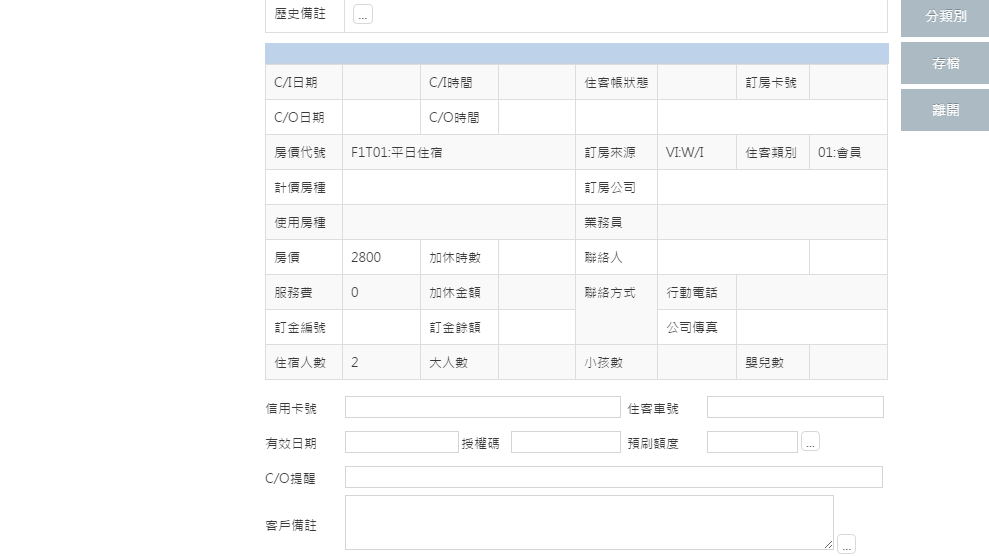 歷史備註 ...
分類別
存檔
離開
C/I日期 C/I時間 住客帳狀態 訂房卡號
C/O日期 C/O時間
房價代號 F1T01:平日住宿 訂房來源 VI:W/I 住客類別 01:會員
計價房種 訂房公司
使用房種 業務員
房價 2800 加休時數 聯絡人
服務費 0 加休金額 聯絡方式 行動電話
訂金編號 訂金餘額 公司傳真
住宿人數 2 大人數 小孩數 嬰兒數
信用卡號 住客車號
有效日期 授權碼 預刷額度 ...
C/O提醒
客戶備註 ...